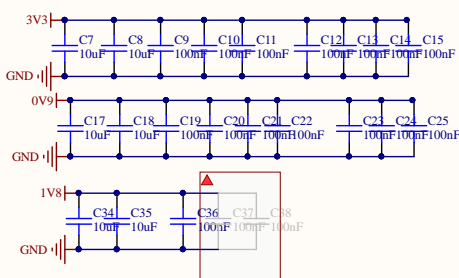 3V3
C7 C8 C9 C10 C11 C12 C13 C14 C15
10uF 10uF 100nF 100nF 100nF 100nF 100nF 100nF 100nF
GND
0V9
C17 C18 C19 C20 C21 C22 C23 C24 C25
10uF 10uF 100nF 100nF 100nF 100nF 100nF 100nF 100nF
GND
1V8
C34 C35 C36 C37 C38
10uF 10uF 100nF 100nF 100nF
GND